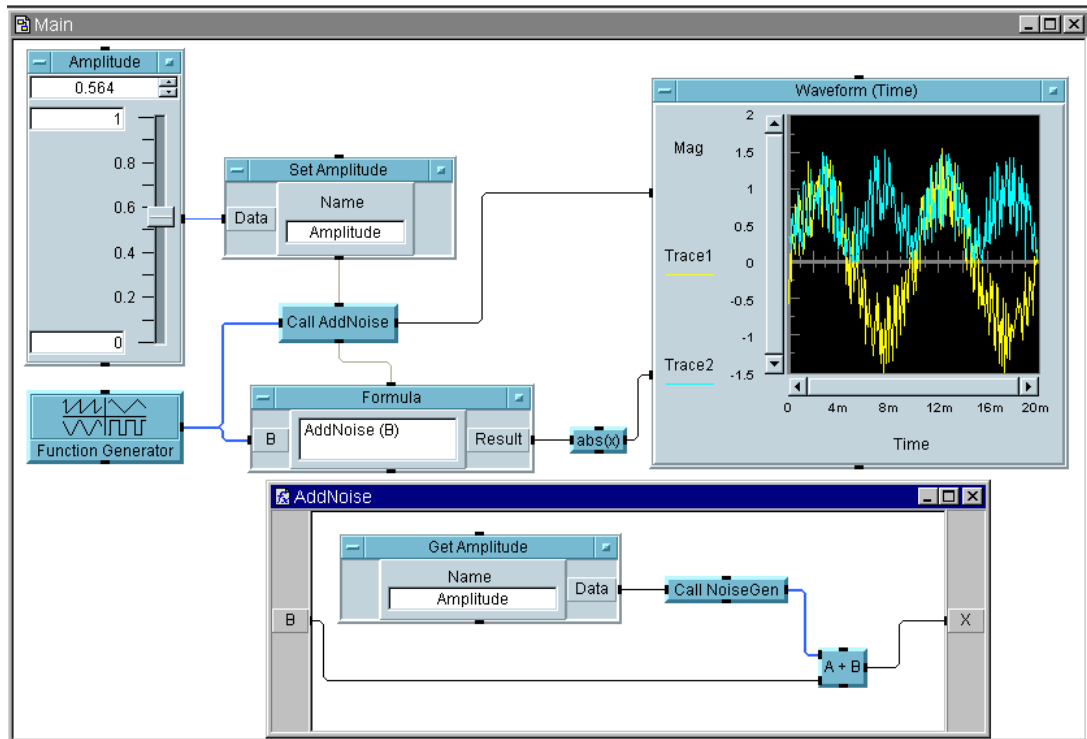 Main
Amplitude
0.564
1
0.8
0.6
0.4
0.2
0
Set Amplitude
Data
Name
Amplitude
Call AddNoise
Function Generator
Formula
B
AddNoise (B)
Result
abs(x)
Waveform (Time)
Mag
Trace1
Trace2
2
1.5
1
0.5
0
-0.5
-1
-1.5
0 4m 8m 12m 16m 20m
Time
AddNoise
B
Get Amplitude
Name
Amplitude
Data
Call NoiseGen
A + B
X